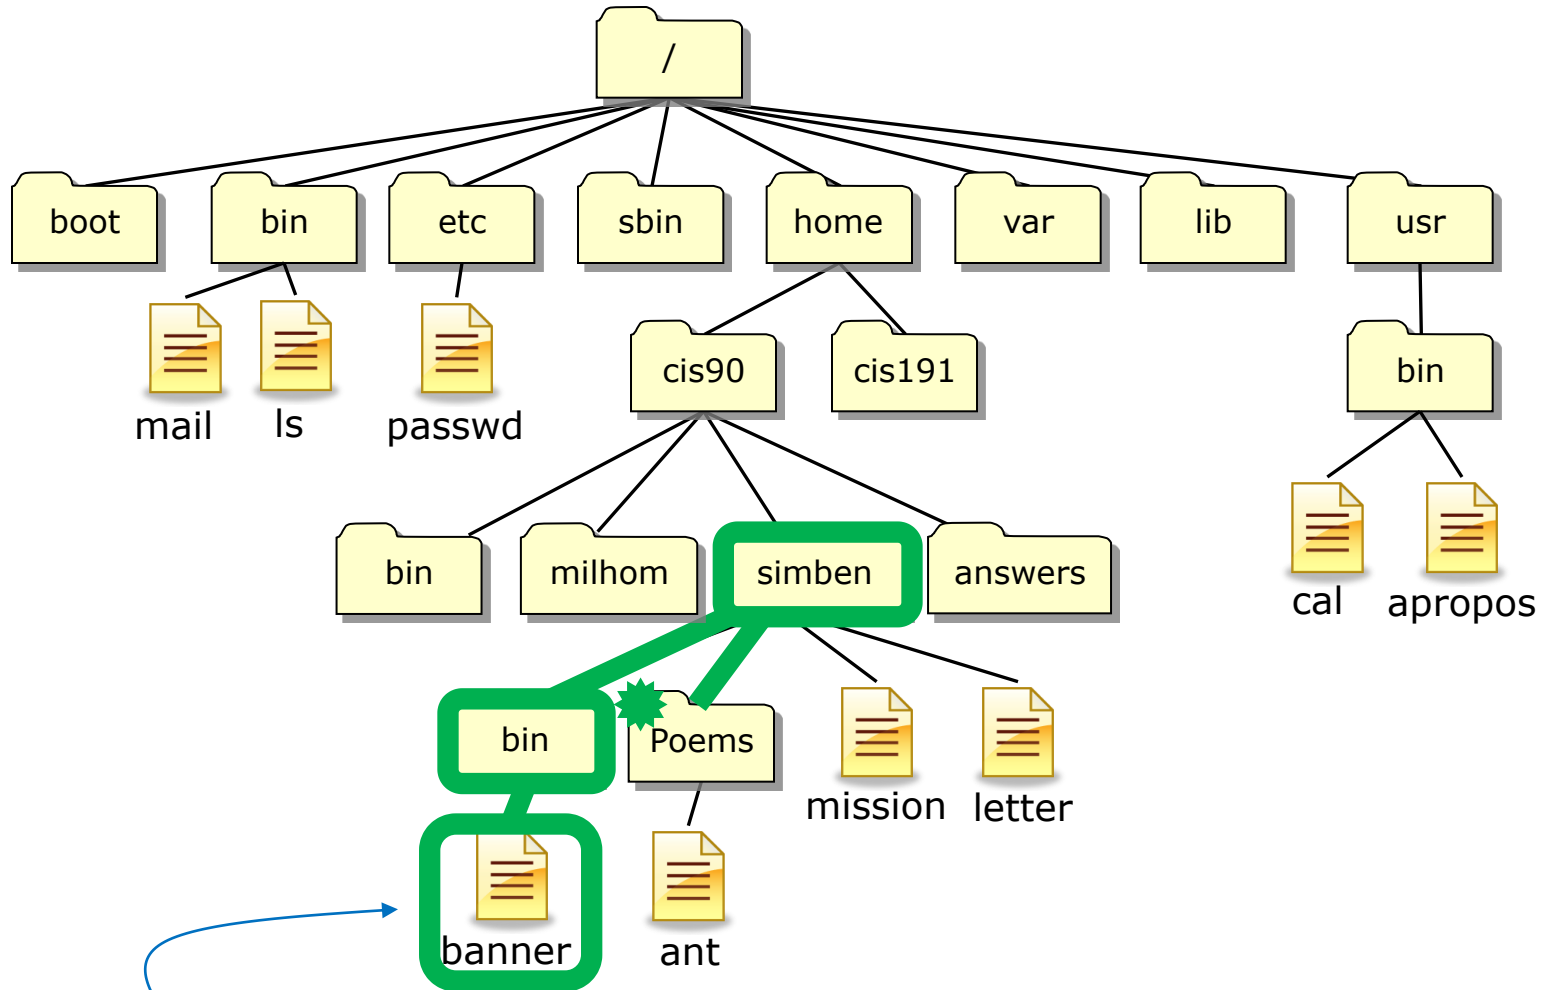 /
boot bin etc sbin home var lib usr
cis90 cis191 bin
mail ls passwd
bin milhom simben answers
cal apropos
bin Poems
mission letter
banner ant